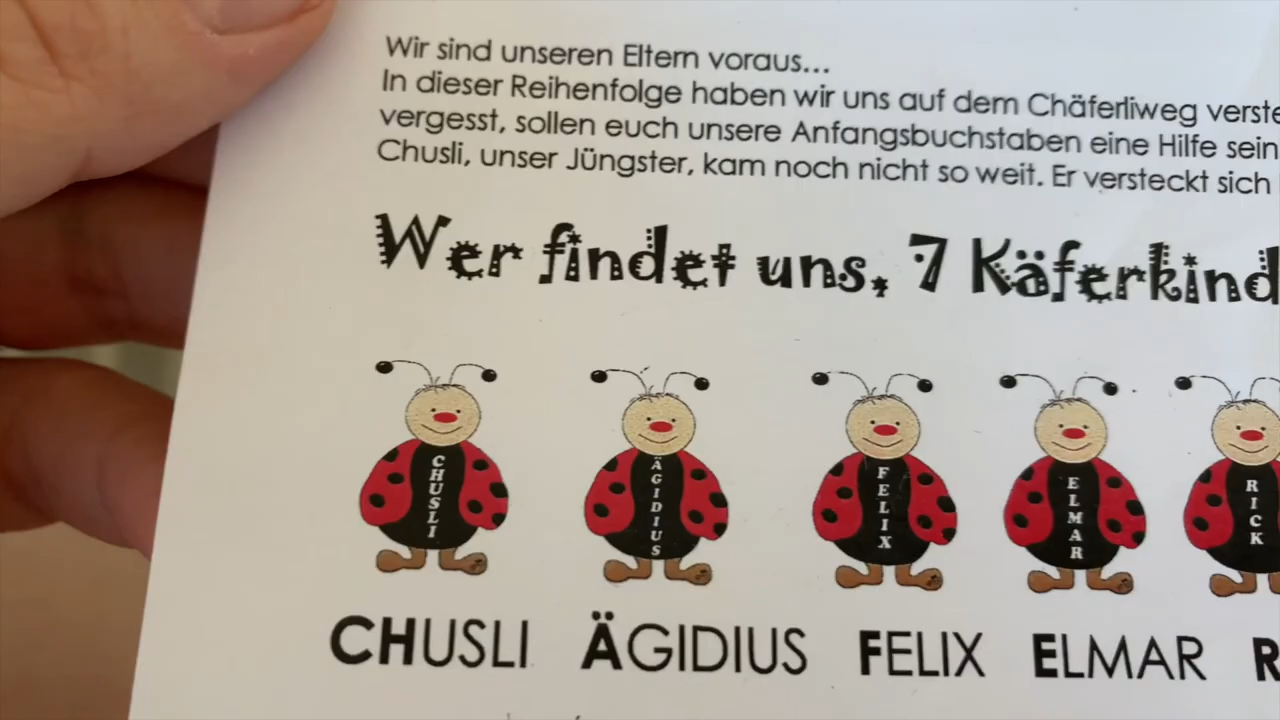 Wir sind unseren Eltern voraus...
In dieser Reihenfolge haben wir uns auf dem Chäferliweg
vergesst, sollen euch unsere Anfangsbuchstaben eine Hilfe sein
Chusli, unser Jüngster, kam noch nicht so weit. Er versteckt sich
Wer findet uns, 7
CHUSLI ÄGIDIUS FELIX ELMAR RICK
CHUSLI ÄGIDIUS FELIX ELMAR